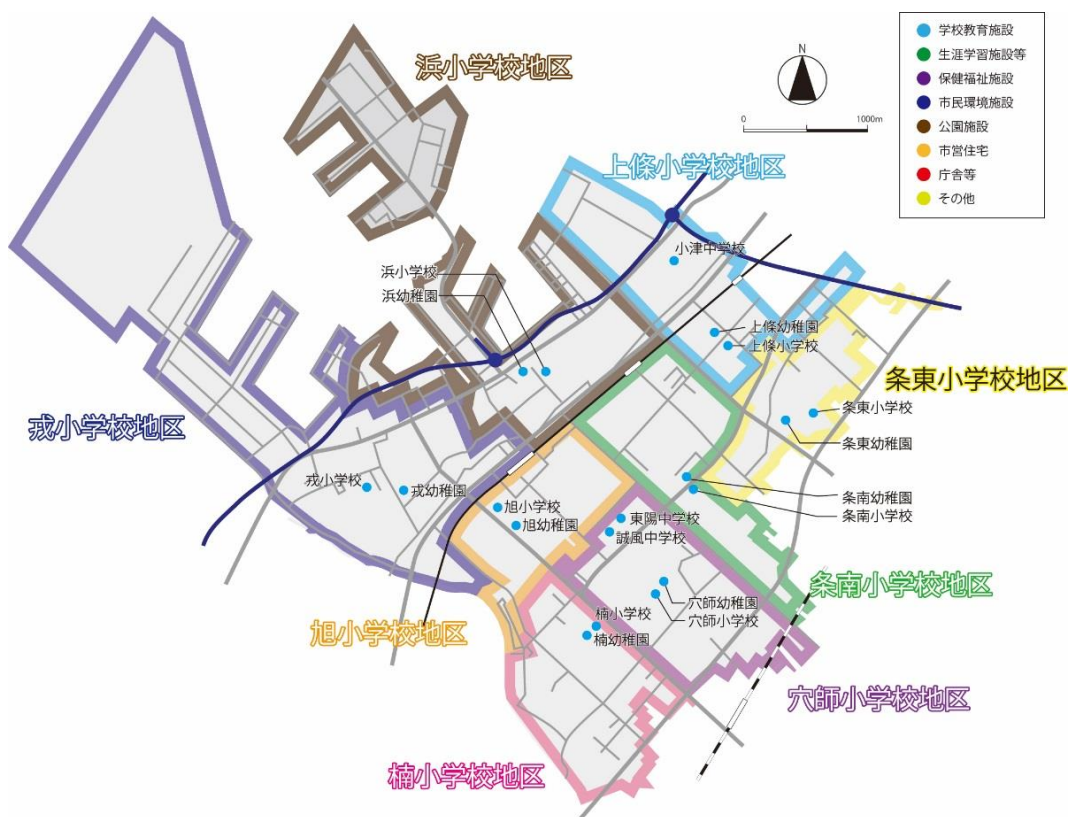 学校教育施設
生涯学習施設等
保健福祉施設
市民環境施設
公園施設
市営住宅
庁舎等
その他
N
0
1000m
浜小学校地区
上條小学校地区
小津中学校
浜小学校
浜幼稚園
上條幼稚園
上條小学校
条東小学校地区
条東小学校
条東幼稚園
戎小学校地区
戎小学校
戎幼稚園
条南幼稚園
条南小学校
旭小学校
旭幼稚園
東陽中学校
誠風中学校
条南小学校地区
穴師幼稚園
穴師小学校
楠小学校
楠幼稚園
旭小学校地区
穴師小学校地区
楠小学校地区